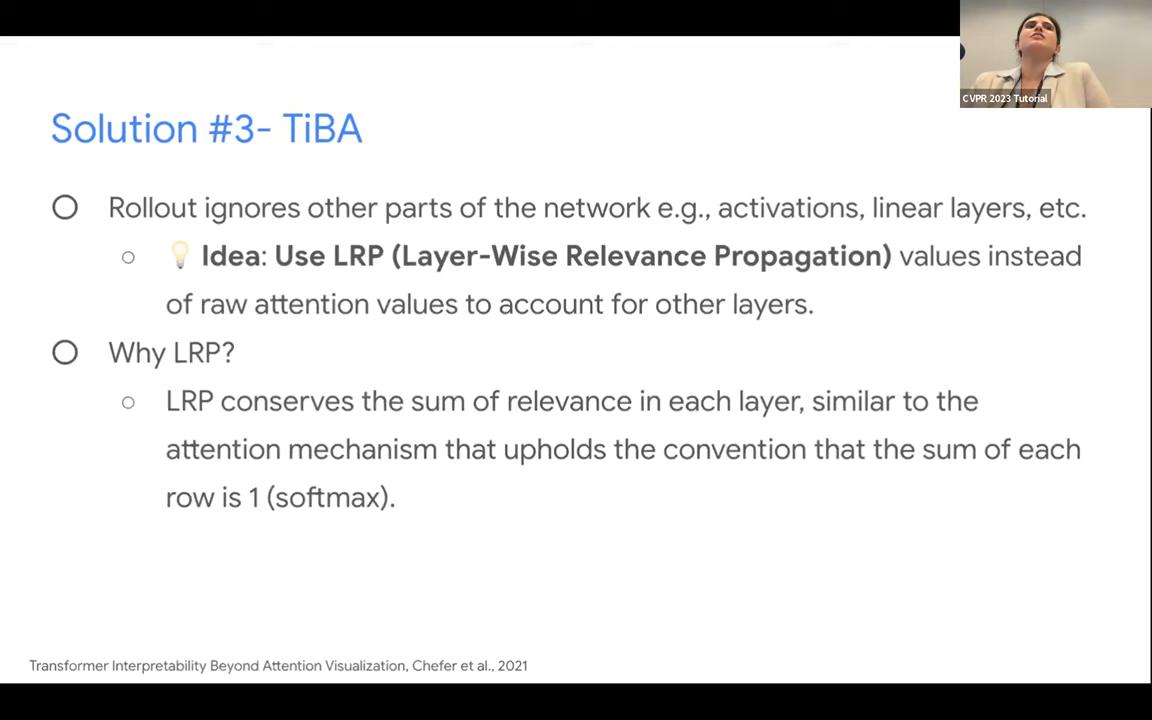 CVPR 2023 Tutorial
Solution #3- TiBA
Rollout ignores other parts of the network e.g., activations, linear layers, etc.
💡 Idea: Use LRP (Layer-Wise Relevance Propagation) values instead
of raw attention values to account for other layers.
Why LRP?
LRP conserves the sum of relevance in each layer, similar to the
attention mechanism that upholds the convention that the sum of each
row is 1 (softmax).
Transformer Interpretability Beyond Attention Visualization, Chefer et al., 2021